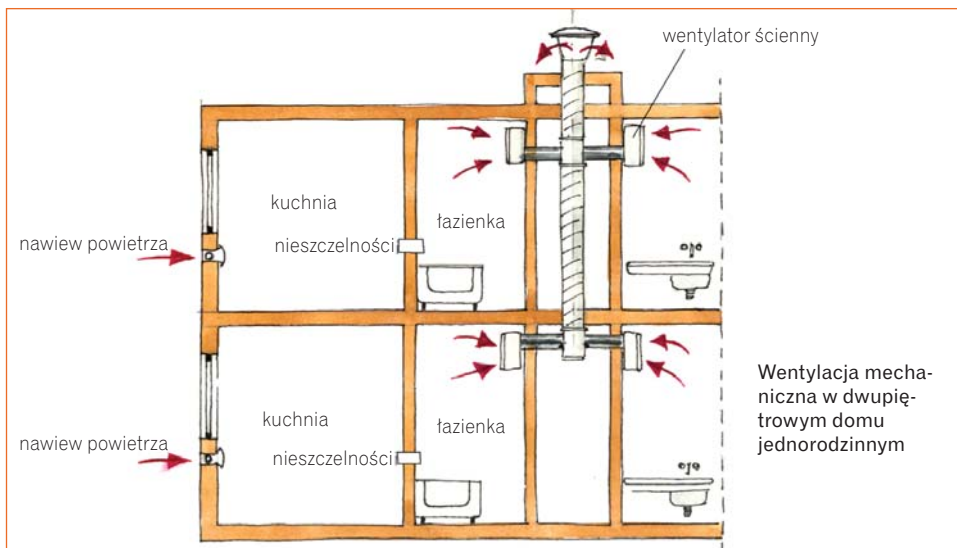 wentylator ścienny
kuchnia
łazienka
nieszczelności
nawiew powietrza
Wentylacja mecha-
niczna w dwupię-
trowym domu
jednorodzinnym
kuchnia
łazienka
nawiew powietrza
nieszczelności